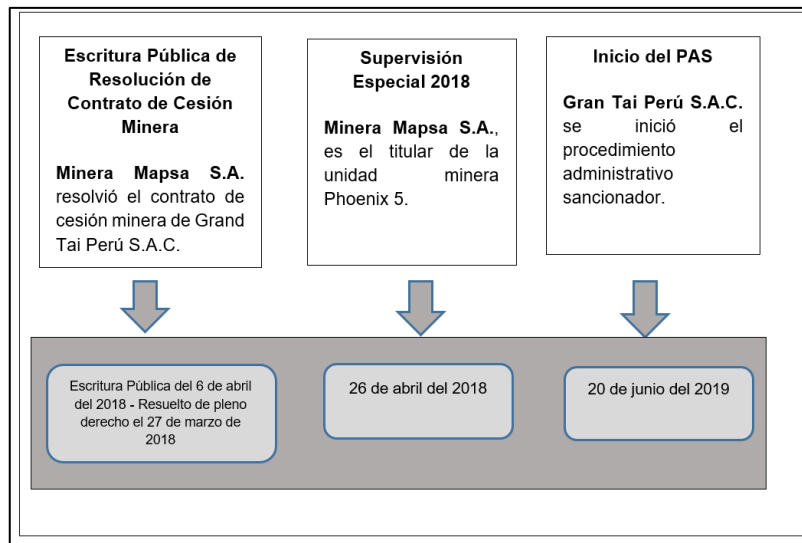 Escritura Pública de
Resolución de
Contrato de Cesión
Minera
Minera Mapsa S.A.
resolvió el contrato de
cesión minera de Grand
Tai Perú S.A.C.
Supervisión
Especial 2018
Minera Mapsa S.A.,
es el titular de la
unidad minera
Phoenix 5.
Inicio del PAS
Gran Tai Perú S.A.C.
se inició el
procedimiento
administrativo
sancionador.
Escritura Pública del 6 de abril
del 2018 - Resuelto de pleno
derecho el 27 de marzo de
2018
26 de abril del 2018
20 de junio del 2019